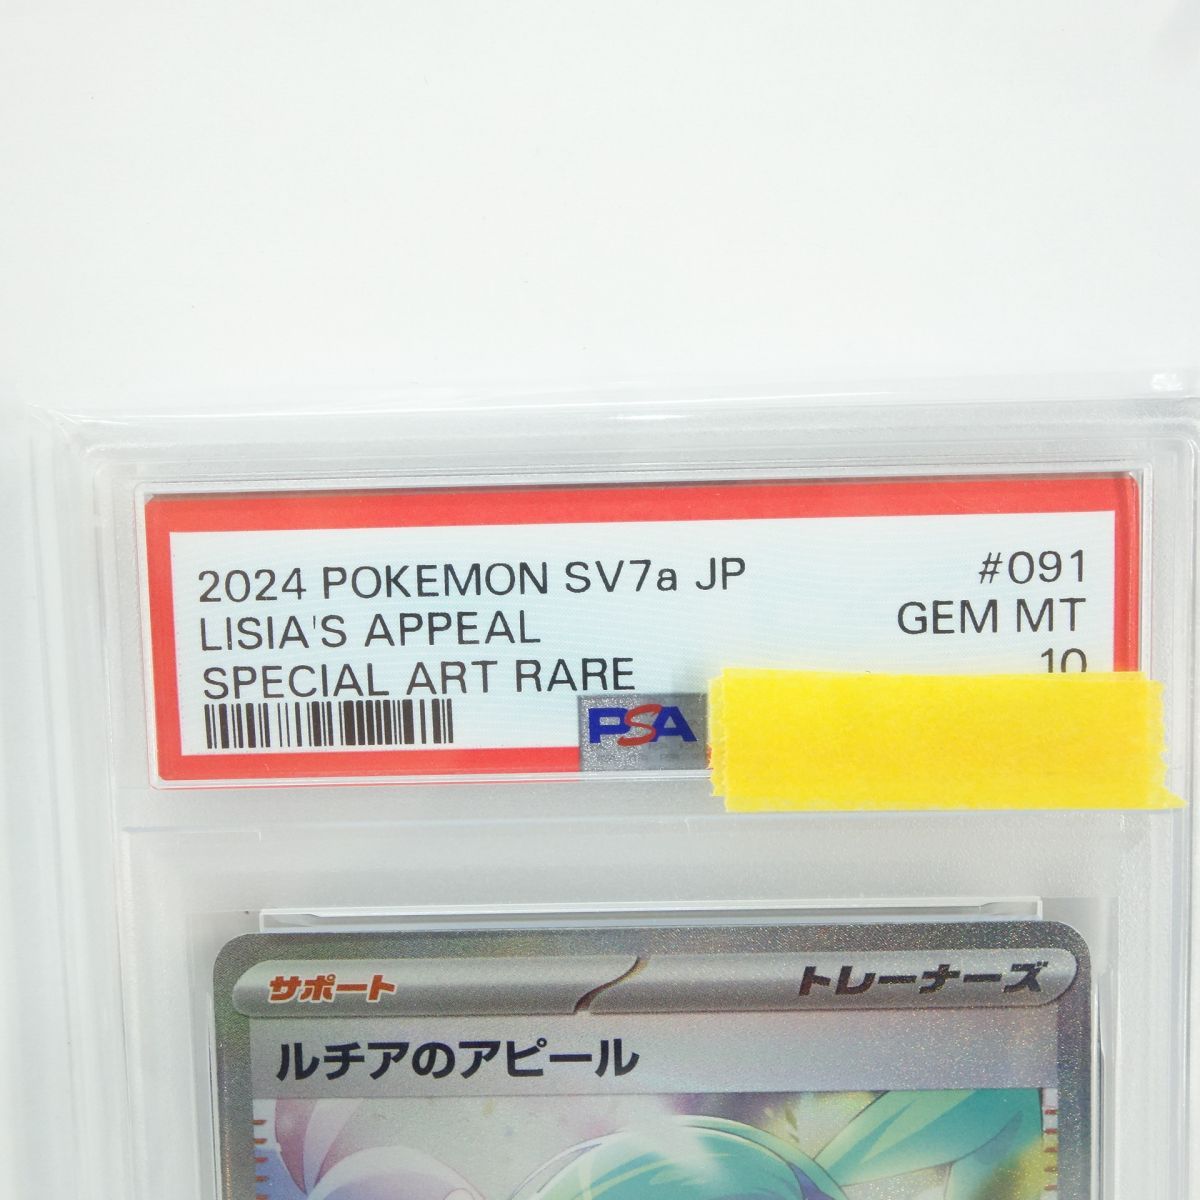 2024 POKEMON SV7a JP #091
LISIA'S APPEAL GEM MT
SPECIAL ART RARE 10
PSA
サポート トレーナーズ
ルチアのアピール